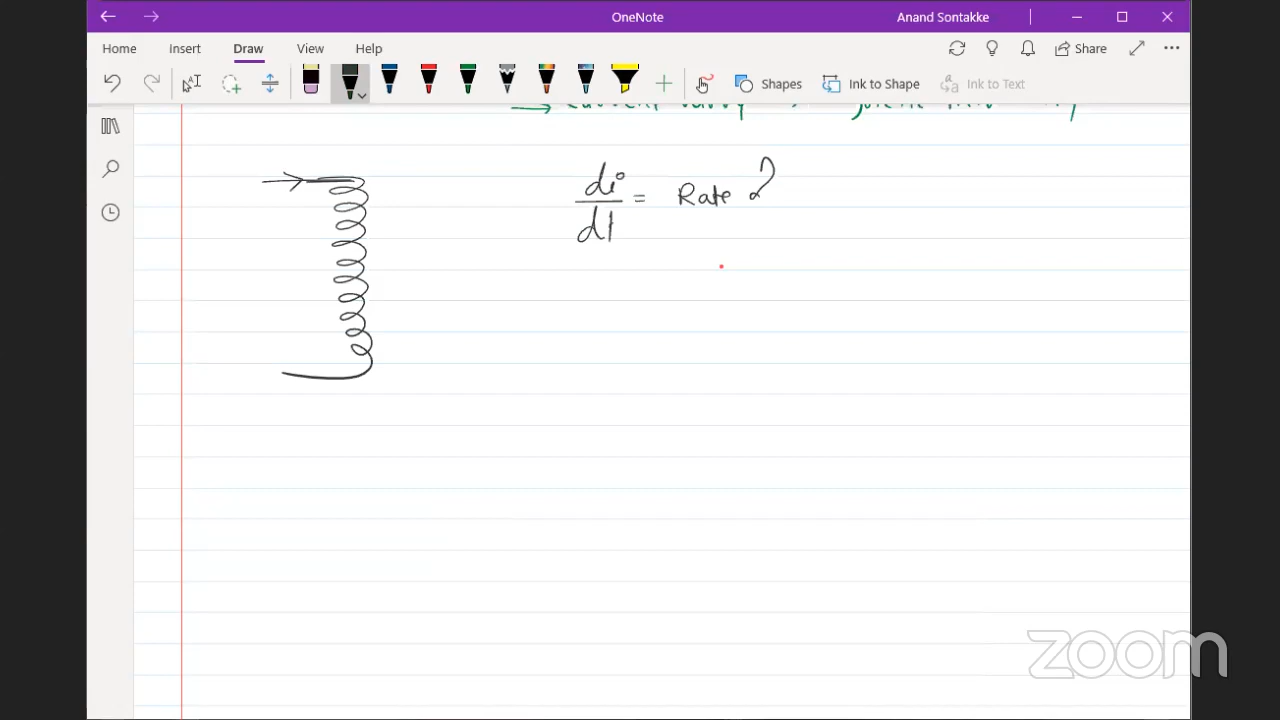 OneNote
Anand Sontakke
Home Insert Draw View Help
Share
Shapes Ink to Shape Ink to Text
di/dt = Rate ?
zoom